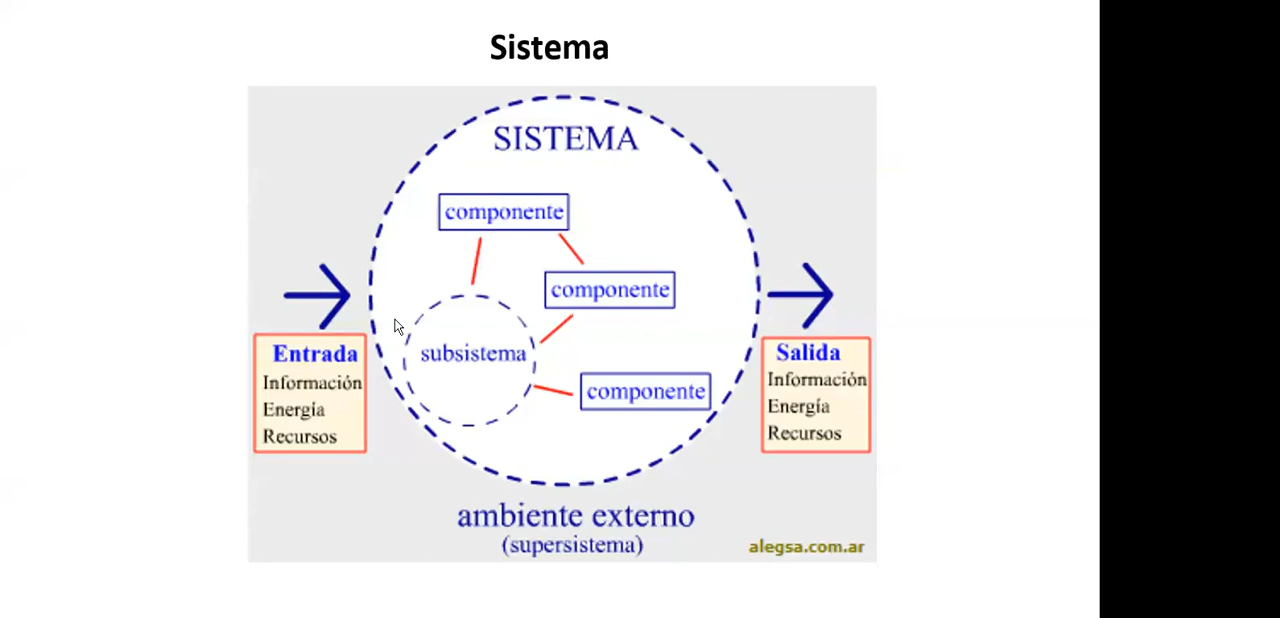 Sistema
SISTEMA
componente
componente
subsistema
componente
Entrada
Información
Energía
Recursos
Salida
Información
Energía
Recursos
ambiente externo
(supersistema)
alegsa.com.ar